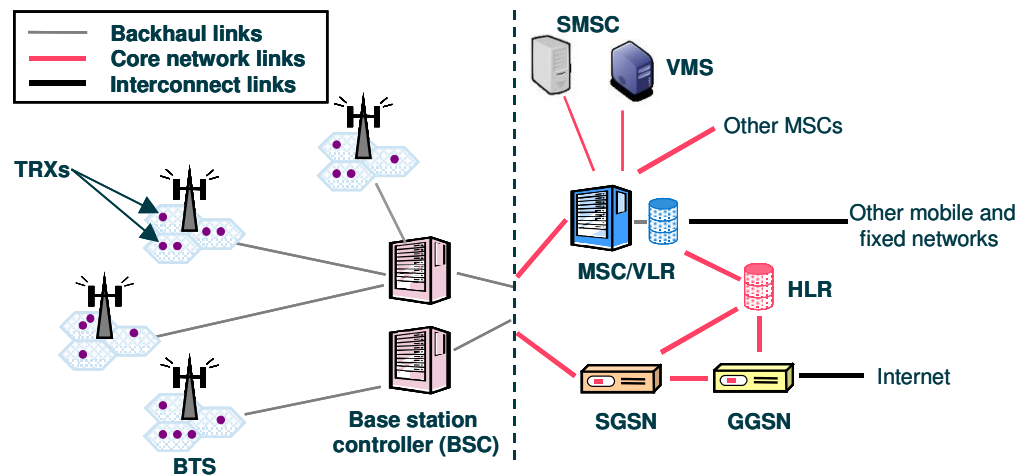 Backhaul links
Core network links
Interconnect links
SMSC
VMS
Other MSCs
TRXs
Other mobile and
fixed networks
MSC/VLR
HLR
Internet
SGSN
GGSN
Base station
controller (BSC)
BTS